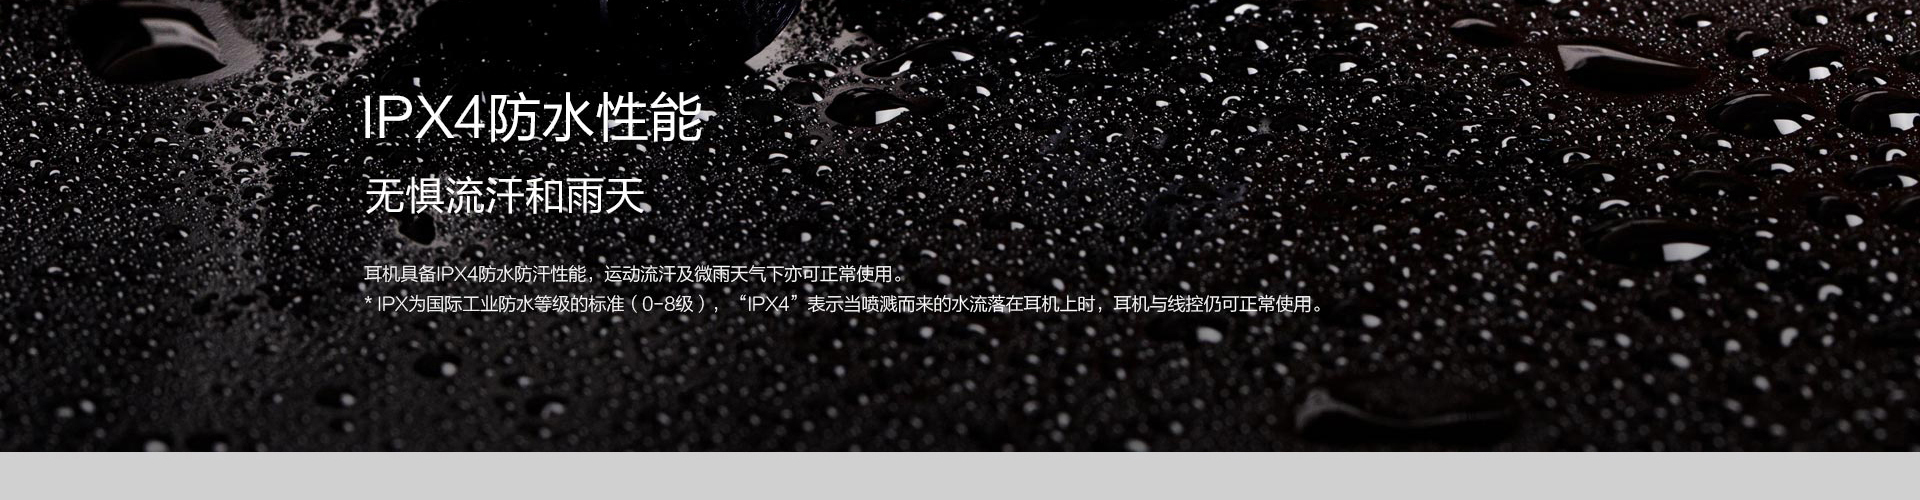 IPX4防水性能
无惧流汗和雨天
耳机具备IPX4防水防汗性能，运动流汗及微雨天气下亦可正常使用。
* IPX为国际工业防水等级的标准（0-8级），“IPX4”表示当喷溅而来的水流落在耳机上时，耳机与线控仍可正常使用。